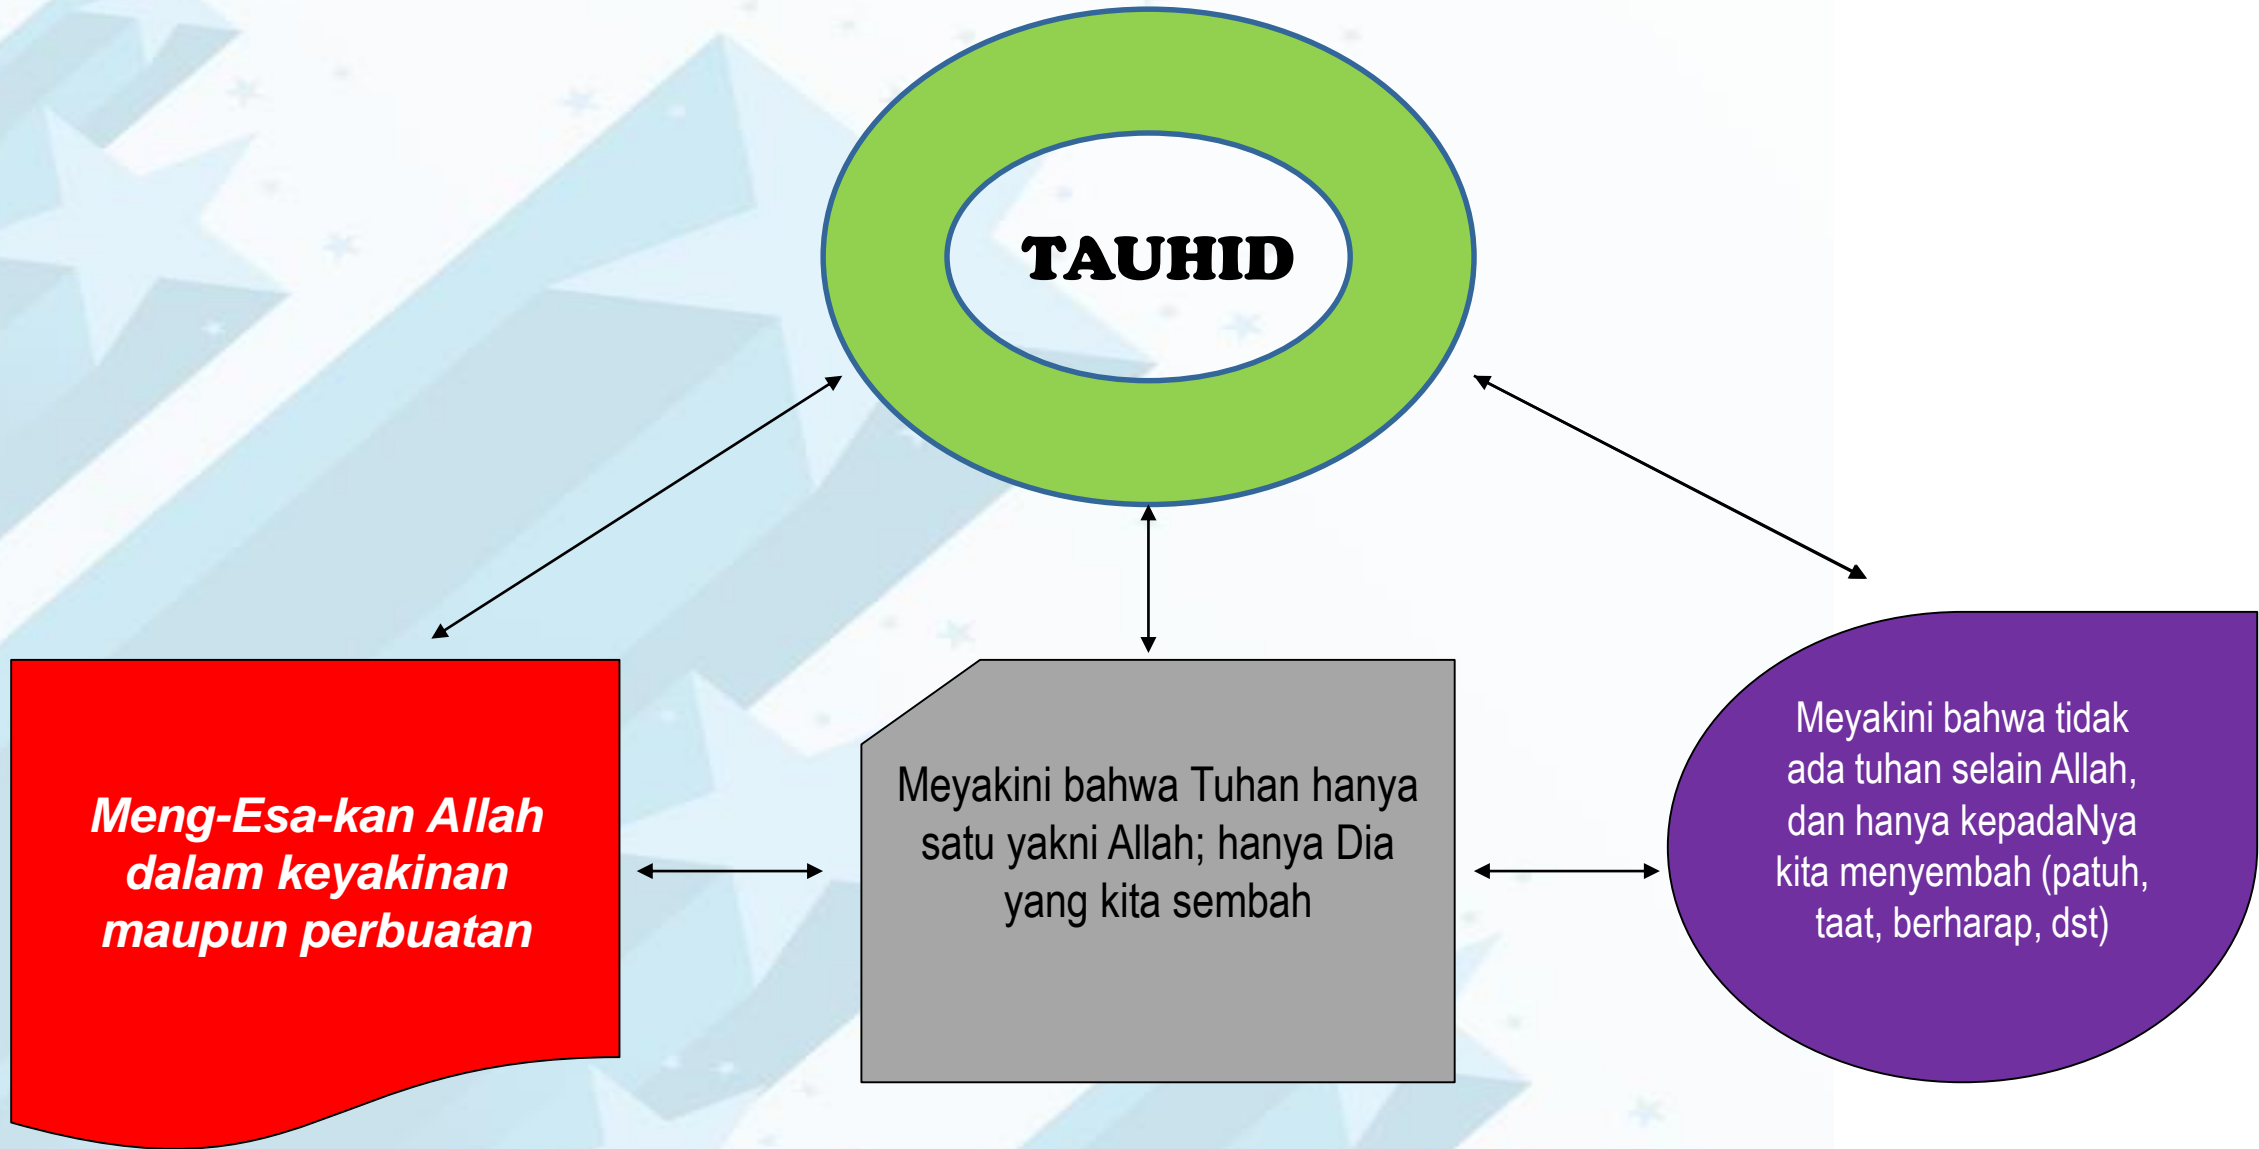 TAUHID
Meng-Esa-kan Allah
dalam keyakinan
maupun perbuatan
Meyakini bahwa Tuhan hanya
satu yakni Allah; hanya Dia
yang kita sembah
Meyakini bahwa tidak
ada tuhan selain Allah,
dan hanya kepadaNya
kita menyembah (patuh,
taat, berharap, dst)